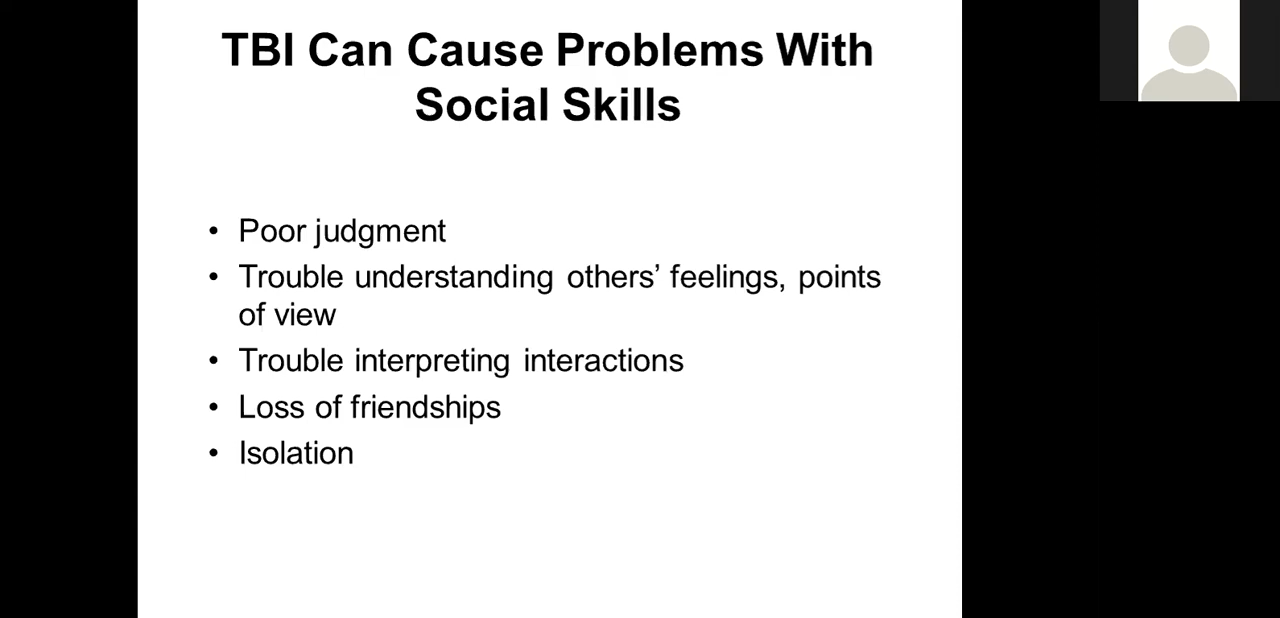 TBI Can Cause Problems With
Social Skills
• Poor judgment
• Trouble understanding others’ feelings, points
of view
• Trouble interpreting interactions
• Loss of friendships
• Isolation